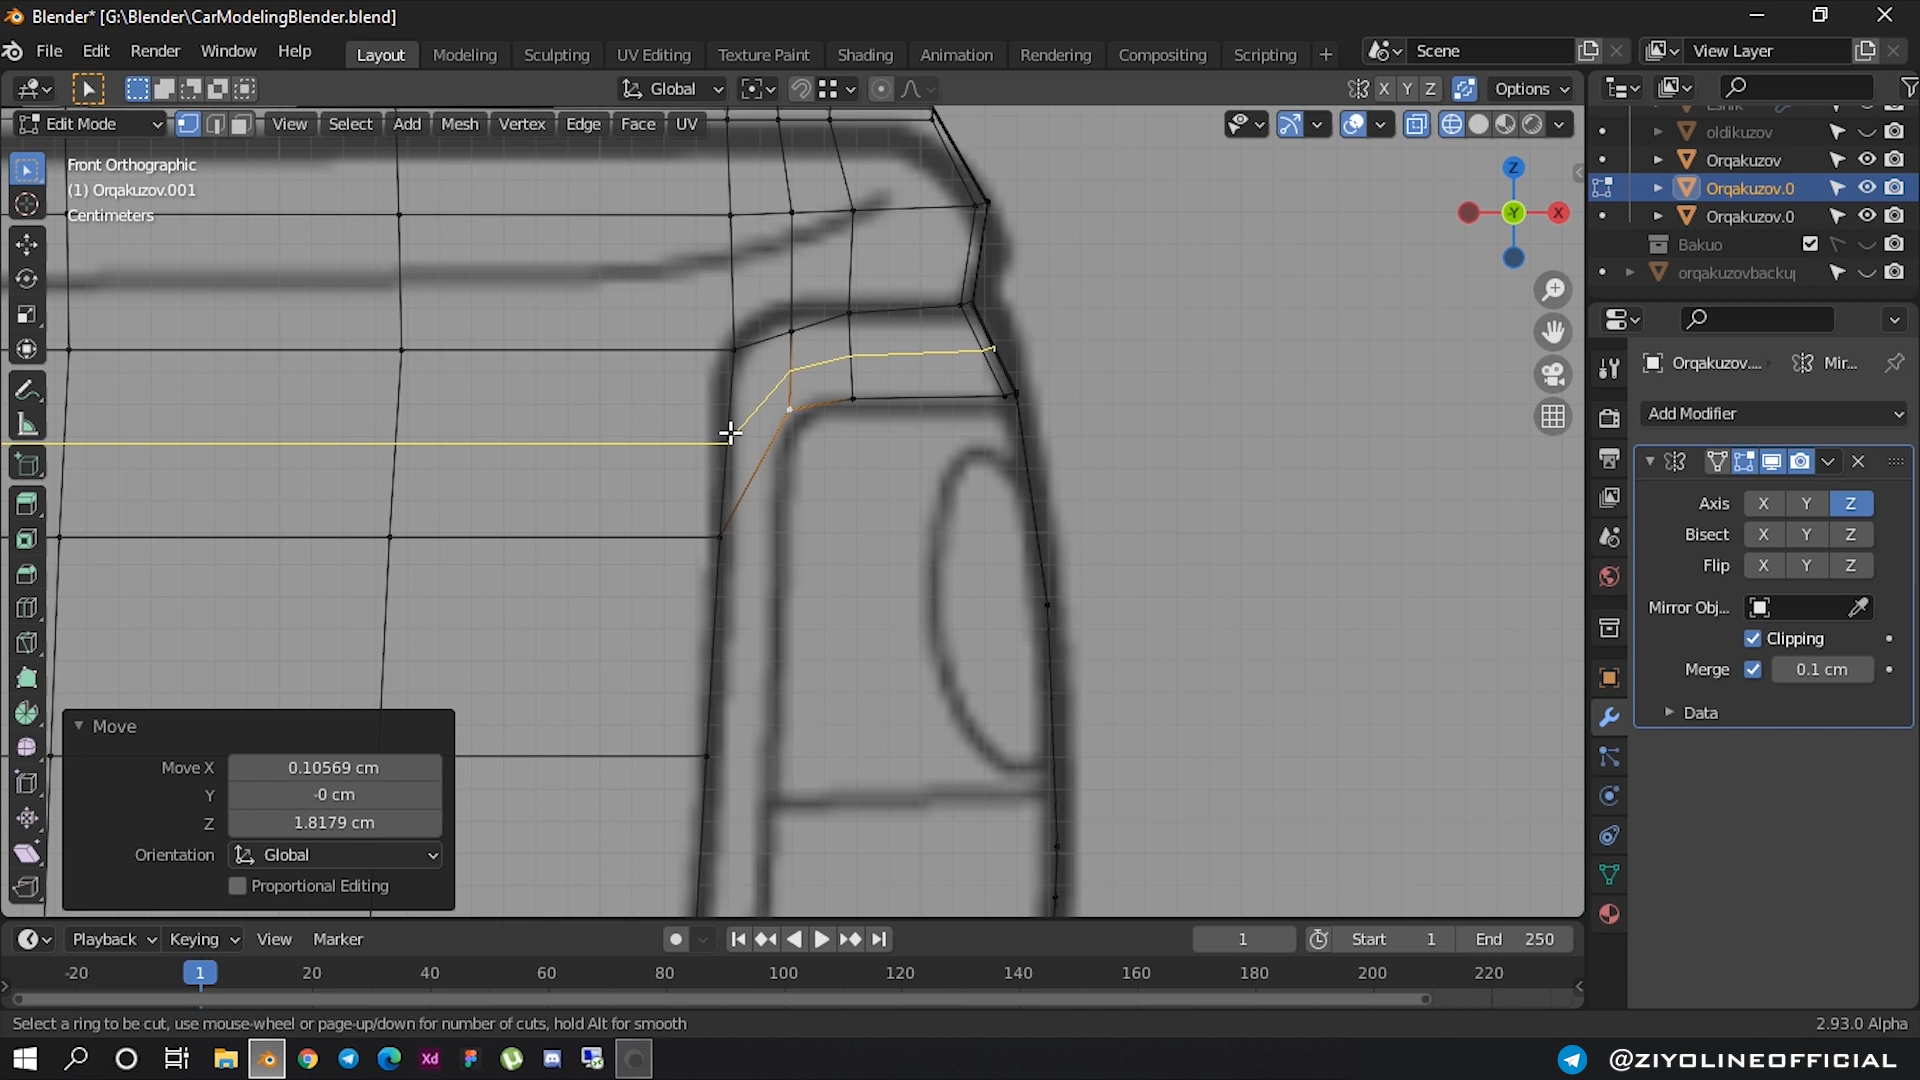 Blender* [G:\Blender\CarModelingBlender.blend]
File Edit Render Window Help
Layout Modeling Sculpting UV Editing Texture Paint Shading Animation Rendering Compositing Scripting +
Scene
View Layer
Global
X Y Z
Options
Edit Mode
View Select Add Mesh Vertex Edge Face UV
Front Orthographic
(1) Orqakuzov.001
Centimeters
Z
X
-Y
oldikuzov
Orqakuzov
Orqakuzov.0
Orqakuzov.0
Bakuo
orqakuzovbackup
Orqakuzov.... Mir...
Add Modifier
Axis X Y Z
Bisect X Y Z
Flip X Y Z
Mirror Obj...
Clipping
Merge 0.1 cm
Data
Move
Move X 0.10569 cm
Y -0 cm
Z 1.8179 cm
Orientation Global
Proportional Editing
Playback Keying View Marker
1
Start 1
End 250
-20 1 20 40 60 80 100 120 140 160 180 200 220
Select a ring to be cut, use mouse-wheel or page-up/down for number of cuts, hold Alt for smooth
2.93.0 Alpha
Xd
@ZIYOLINEOFFICIAL